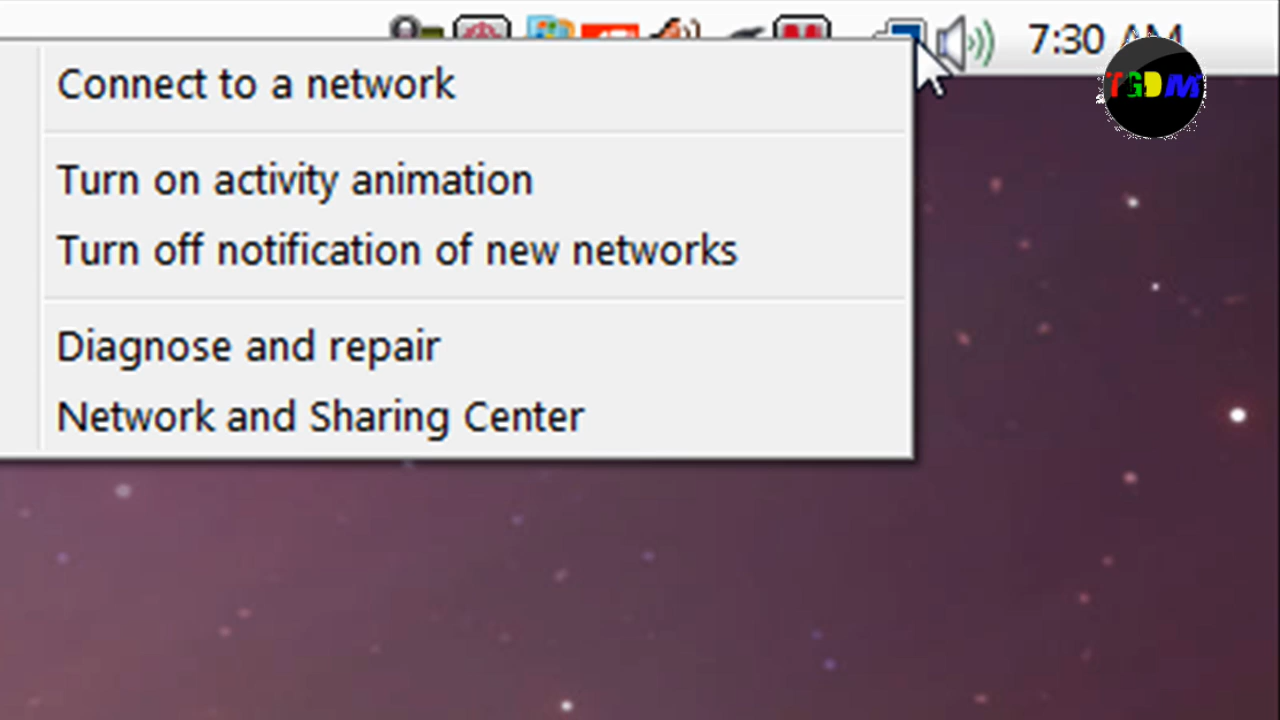 7:30 AM
TGDM
Connect to a network
Turn on activity animation
Turn off notification of new networks
Diagnose and repair
Network and Sharing Center